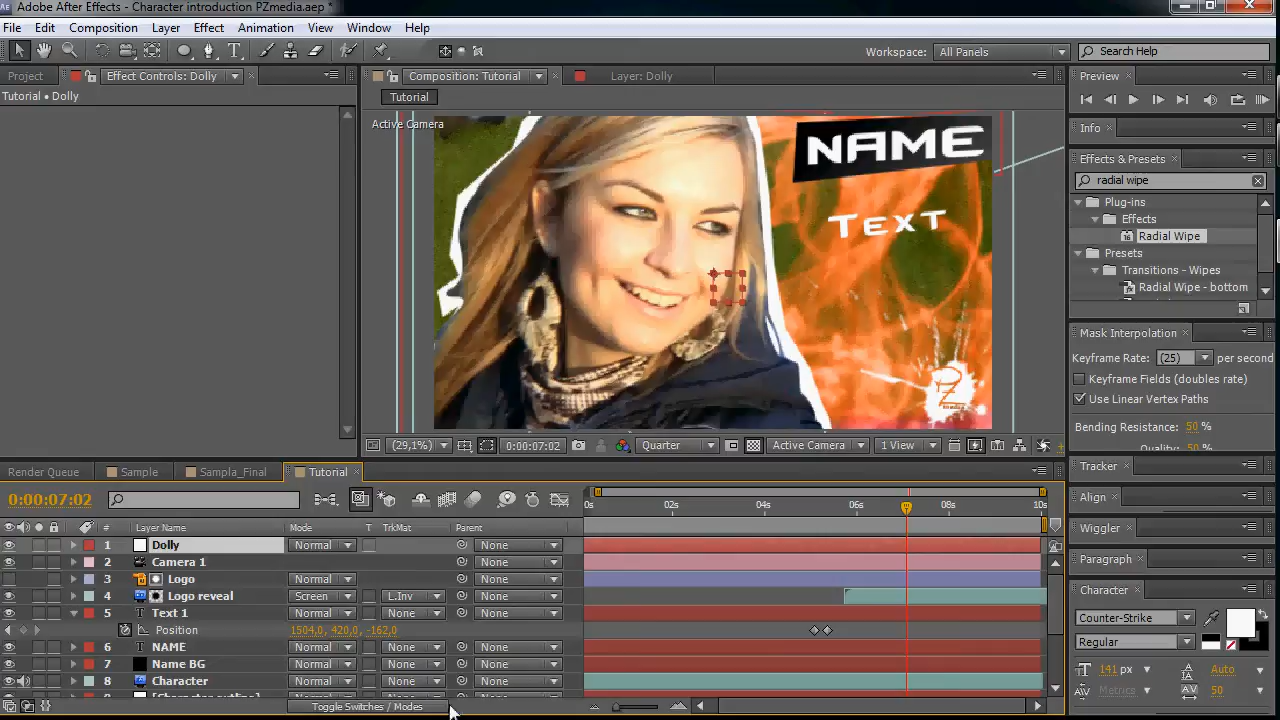 Adobe After Effects - Character introduction PZmedia.aep *
File Edit Composition Layer Effect Animation View Window Help
Workspace: All Panels Search Help
Project Effect Controls: Dolly Composition: Tutorial Layer: Dolly Preview
Tutorial • Dolly
Tutorial
Active Camera
NAME
Text
PZ
Info
Effects & Presets
radial wipe
Plug-ins
Effects
Radial Wipe
Presets
Transitions - Wipes
Radial Wipe - bottom
Mask Interpolation
Keyframe Rate: (25) per second
Keyframe Fields (doubles rate)
Use Linear Vertex Paths
Bending Resistance: 50 %
Quality: 50 %
(29,1%) 0:00:07:02 Quarter Active Camera 1 View
Tracker
Align
Wiggler
Paragraph
Character
Counter-Strike
Regular
141 px Auto
Metrics 50
Render Queue Sample Sampla_Final Tutorial
0:00:07:02
0s 02s 04s 06s 08s 10s
# Layer Name Mode T TrkMat Parent
1 Dolly Normal None
2 Camera 1 None
3 Logo Normal None
4 Logo reveal Screen L.Inv None
5 Text 1 Normal None None
Position 1504,0, 420,0, -162,0
6 NAME Normal None None
7 Name BG Normal None None
8 Character Normal None None
[Character outline]
Toggle Switches / Modes